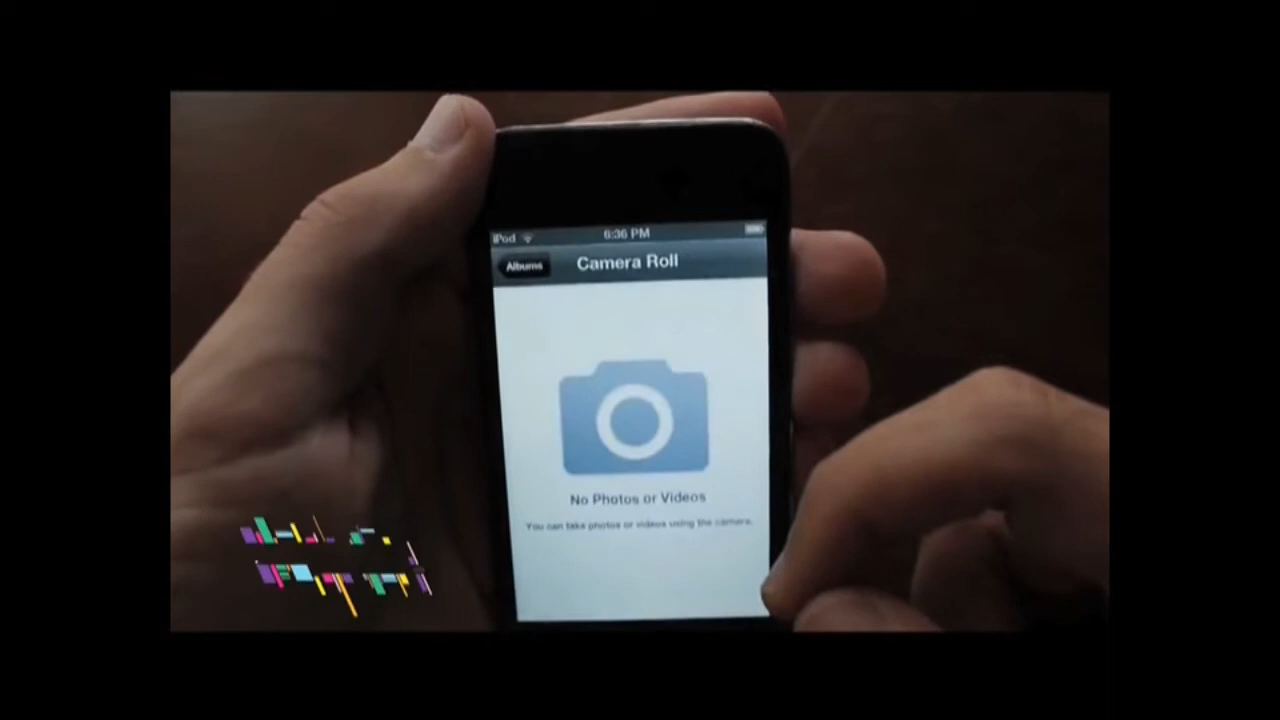 iPod 6:36 PM
Albums Camera Roll
No Photos or Videos
You can take photos or videos using the camera.